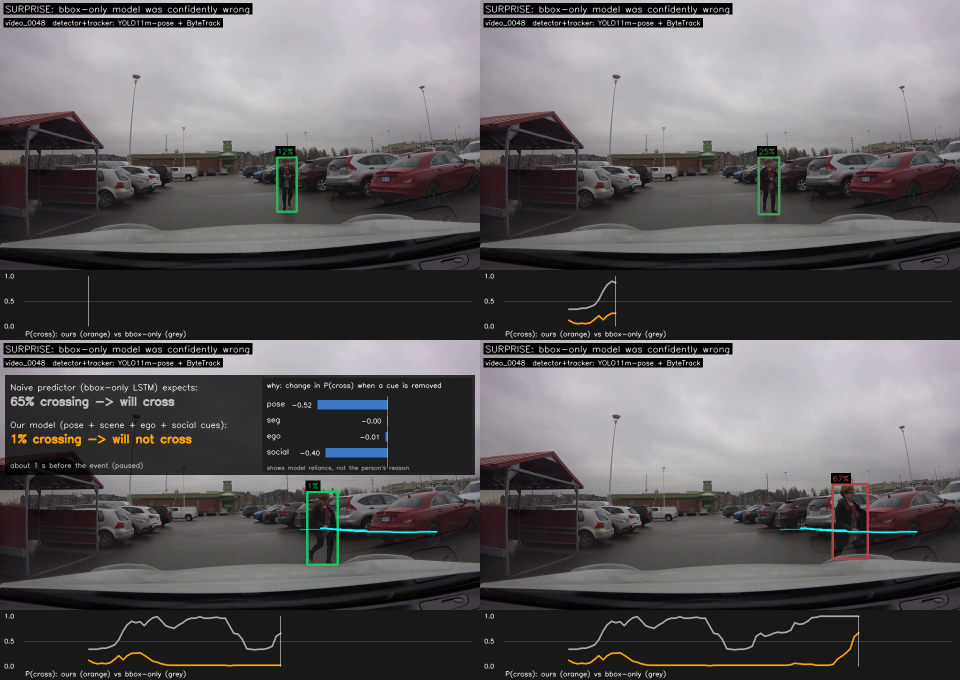 SURPRISE: bbox-only model was confidently wrong
video_0048 detector+tracker: YOLO11m-pose + ByteTrack
12%
1.0
0.5
0.0
P(cross): ours (orange) vs bbox-only (grey)
SURPRISE: bbox-only model was confidently wrong
video_0048 detector+tracker: YOLO11m-pose + ByteTrack
25%
1.0
0.5
0.0
P(cross): ours (orange) vs bbox-only (grey)
SURPRISE: bbox-only model was confidently wrong
video_0048 detector+tracker: YOLO11m-pose + ByteTrack
Naive predictor (bbox-only LSTM) expects:
65% crossing -> will cross
Our model (pose + scene + ego + social cues):
1% crossing -> will not cross
about 1 s before the event (paused)
why: change in P(cross) when a cue is removed
pose -0.52
seg -0.00
ego -0.01
social -0.40
shows model reliance, not the person's reason
1%
1.0
0.5
0.0
P(cross): ours (orange) vs bbox-only (grey)
SURPRISE: bbox-only model was confidently wrong
video_0048 detector+tracker: YOLO11m-pose + ByteTrack
67%
1.0
0.5
0.0
P(cross): ours (orange) vs bbox-only (grey)